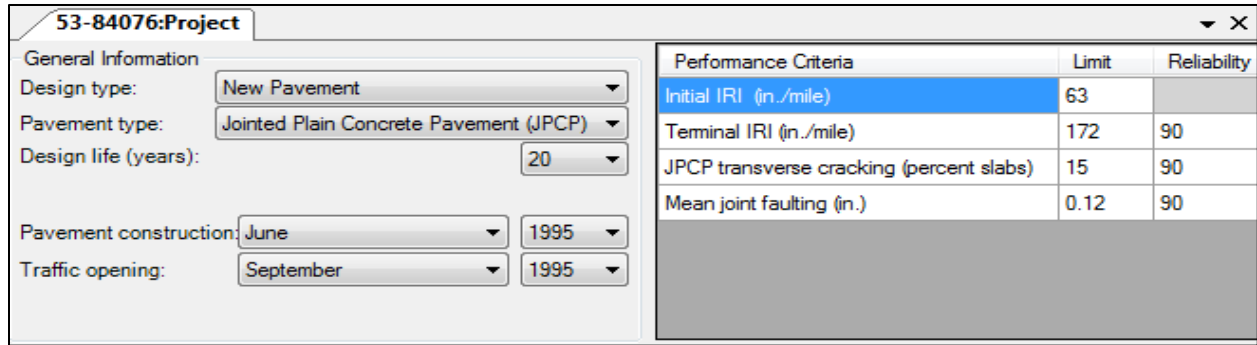 53-84076:Project
General Information
Design type: New Pavement
Pavement type: Jointed Plain Concrete Pavement (JPCP)
Design life (years): 20
Pavement construction: June 1995
Traffic opening: September 1995
Performance Criteria Limit Reliability
Initial IRI (in./mile) 63
Terminal IRI (in./mile) 172 90
JPCP transverse cracking (percent slabs) 15 90
Mean joint faulting (in.) 0.12 90